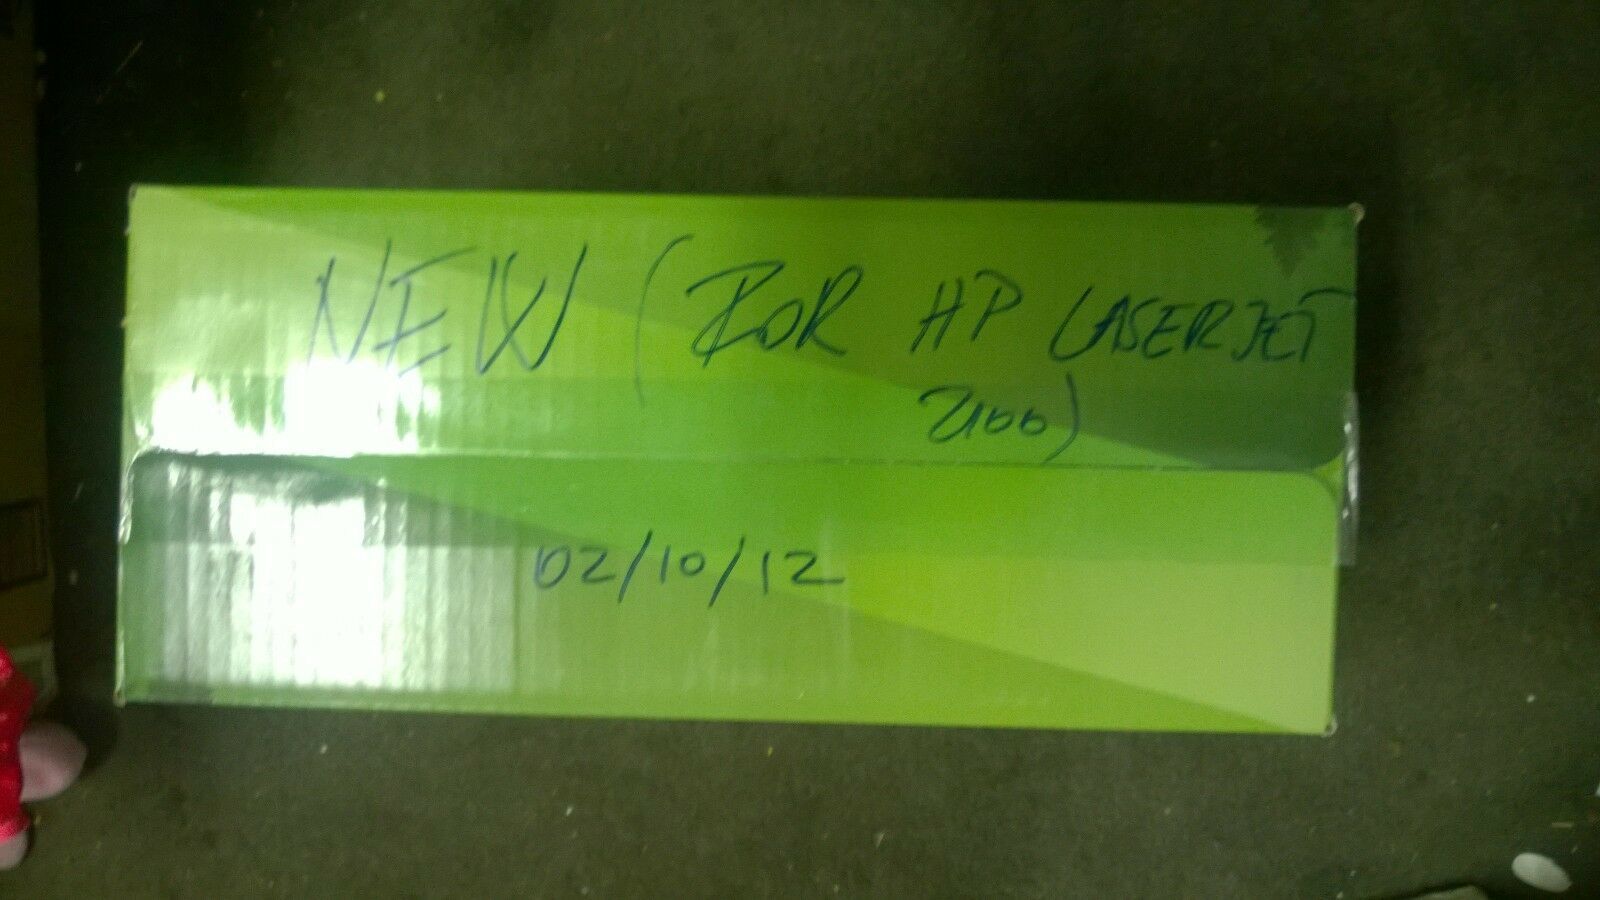 NEW (FOR HP LASERJET
2100)
02/10/12